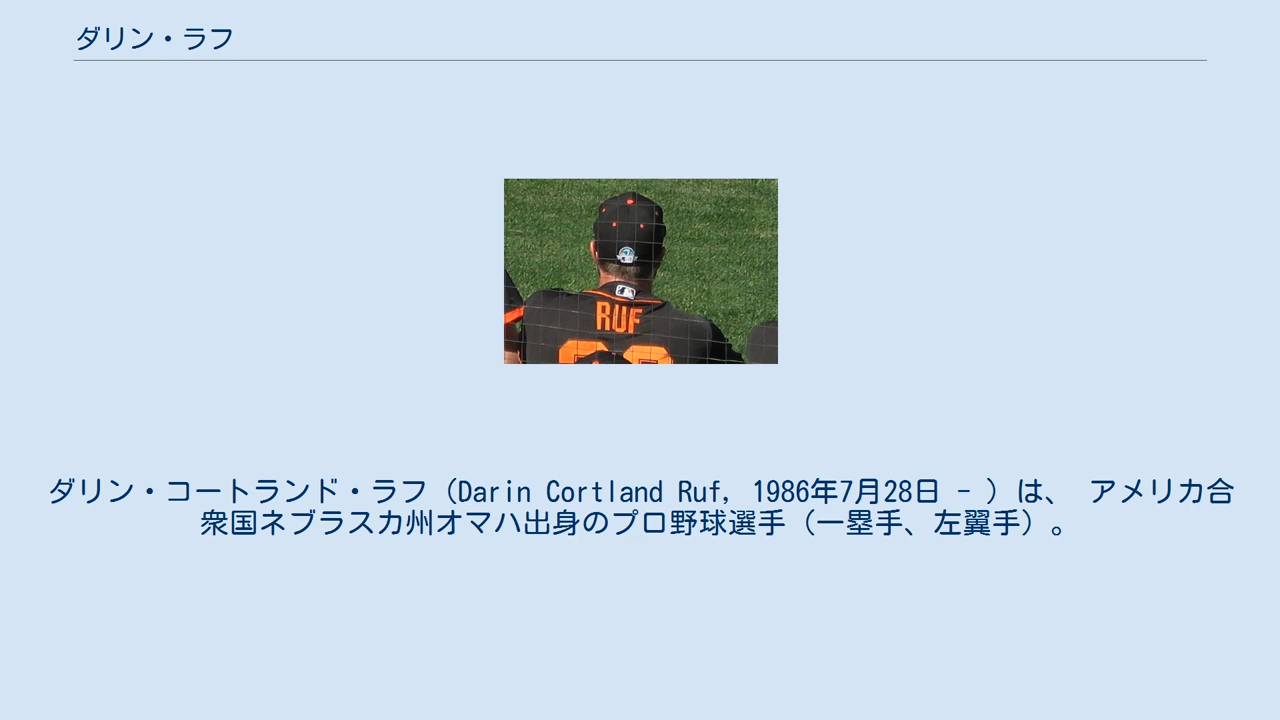 ダリン・ラフ
RUF
ダリン・コートランド・ラフ（Darin Cortland Ruf, 1986年7月28日 - ）は、 アメリカ合
衆国ネブラスカ州オマハ出身のプロ野球選手（一塁手、左翼手）。